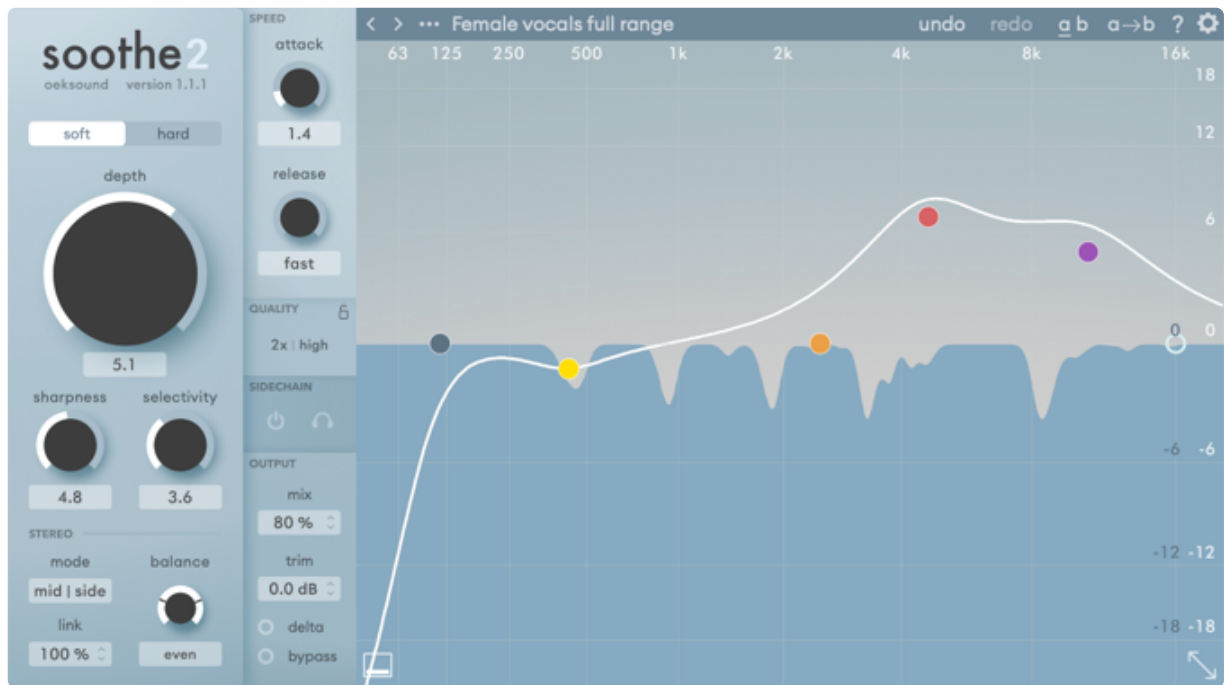 soothe2
oeksound version 1.1.1
soft hard
depth
5.1
sharpness selectivity
4.8 3.6
STEREO
mode balance
mid | side
link
100 % even
SPEED
attack
1.4
release
fast
QUALITY
2x | high
SIDECHAIN
OUTPUT
mix
80 %
trim
0.0 dB
delta
bypass
< > ••• Female vocals full range undo redo a b a→b ?
63 125 250 500 1k 2k 4k 8k 16k
18
12
6
0 0
-6 -6
-12 -12
-18 -18